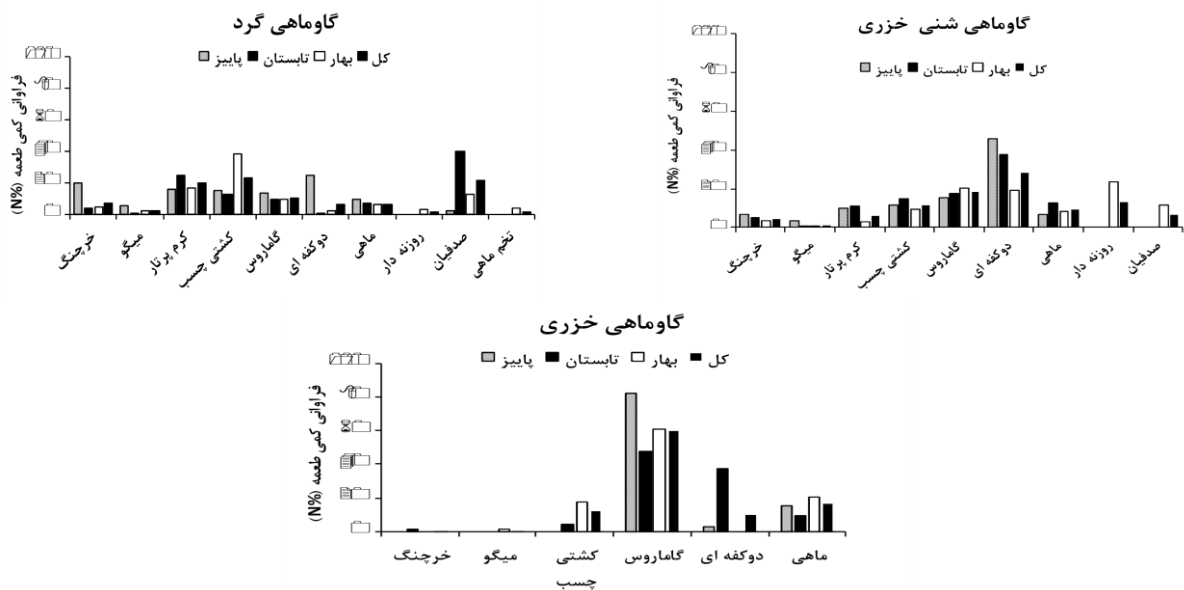 گاوماهی گرد
پاییز تابستان بهار کل
فراوانی کمی طعمه (N%)
خرچنگ
میگو
کرم پرتار
کشتی چسب
گاماروس
دوکفه ای
ماهی
روزنه دار
صدفیان
تخم ماهی
گاوماهی شنی خزری
پاییز تابستان بهار کل
فراوانی کمی طعمه (N%)
خرچنگ
میگو
کرم پرتار
کشتی چسب
گاماروس
دوکفه ای
ماهی
روزنه دار
صدفیان
گاوماهی خزری
پاییز تابستان بهار کل
فراوانی کمی طعمه (N%)
خرچنگ
میگو
کشتی
چسب
گاماروس
دوکفه ای
ماهی